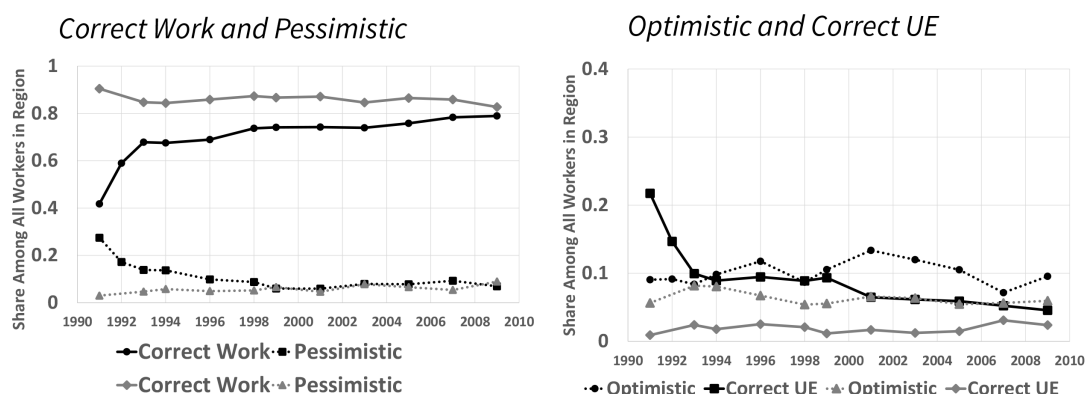 Correct Work and Pessimistic
Share Among All Workers in Region
1
0.8
0.6
0.4
0.2
0
1990 1992 1994 1996 1998 2000 2002 2004 2006 2008 2010
Correct Work Pessimistic
Correct Work Pessimistic
Optimistic and Correct UE
Share Among All Workers in Region
0.4
0.3
0.2
0.1
0
1990 1992 1994 1996 1998 2000 2002 2004 2006 2008 2010
Optimistic Correct UE Optimistic Correct UE